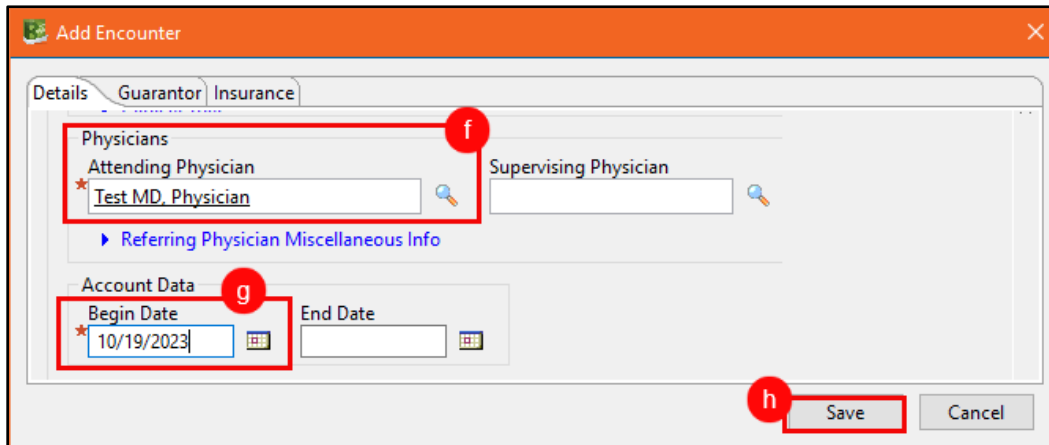 Add Encounter
Details Guarantor Insurance
f
Physicians
Attending Physician Supervising Physician
* Test MD, Physician
Referring Physician Miscellaneous Info
g
Account Data
Begin Date End Date
* 10/19/2023
h
Save Cancel